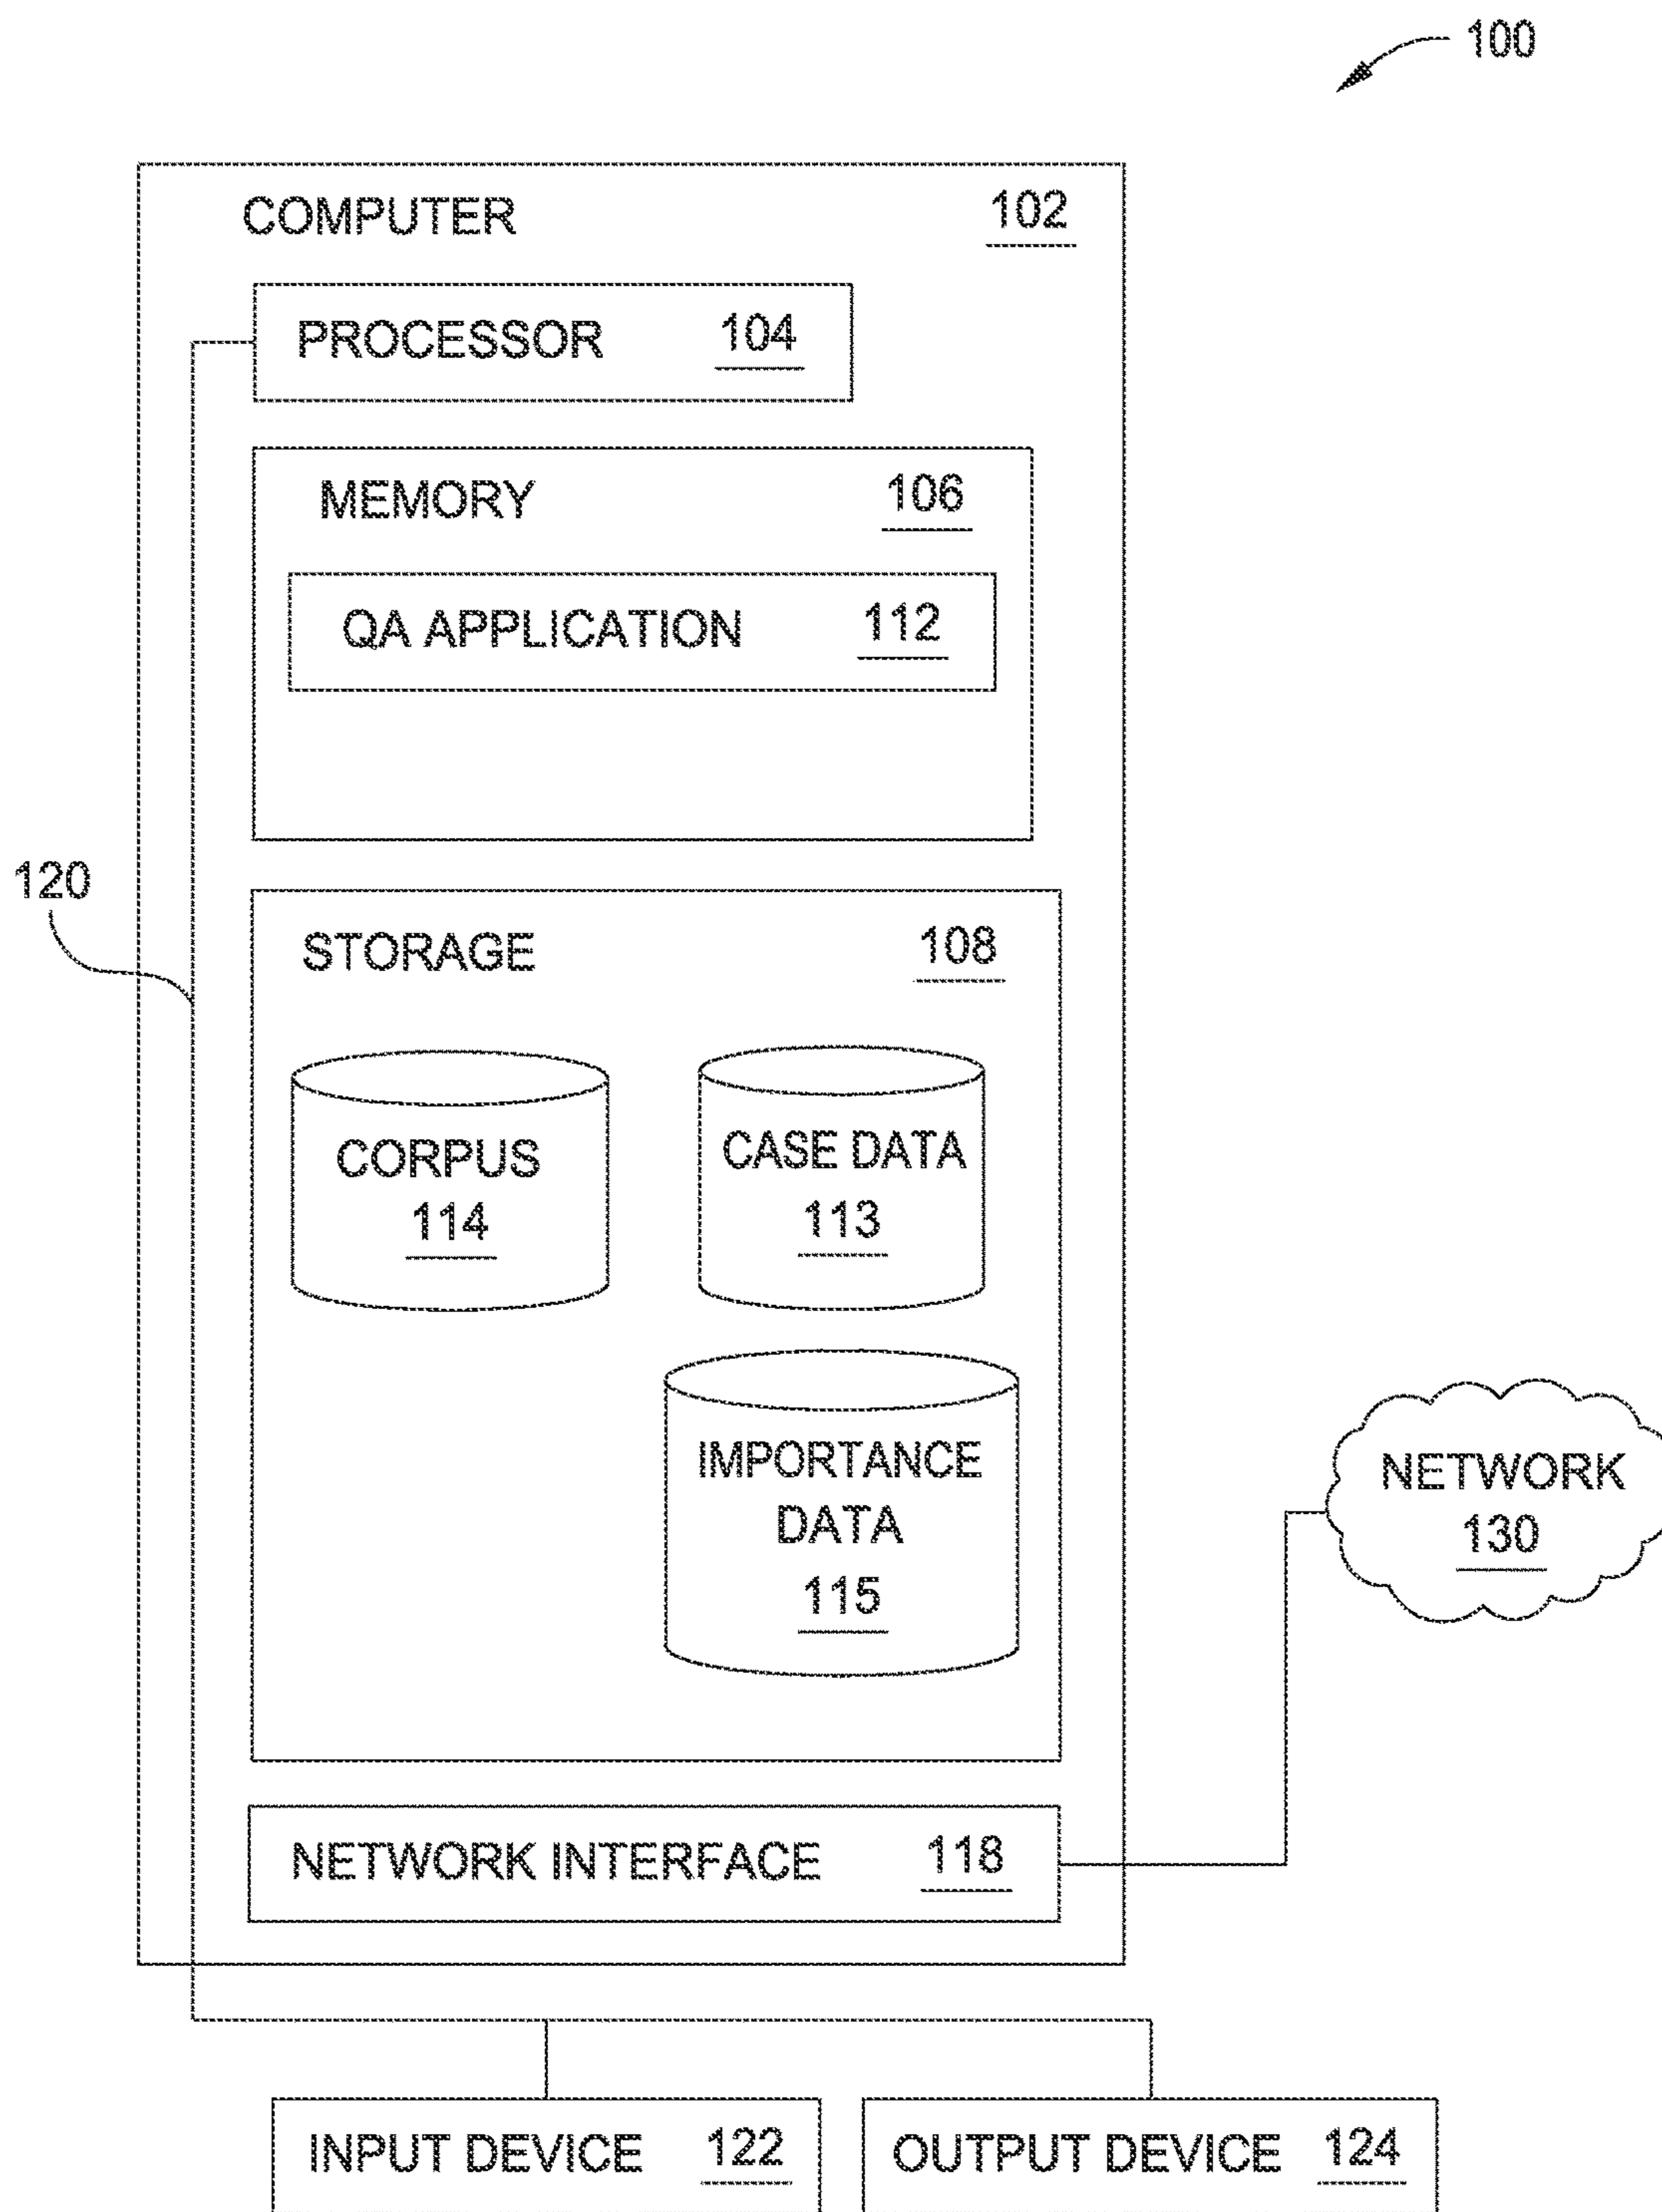 100
COMPUTER 102
PROCESSOR 104
MEMORY 106
QA APPLICATION 112
120
STORAGE 108
CORPUS
114
CASE DATA
113
IMPORTANCE
DATA
115
NETWORK
130
NETWORK INTERFACE 118
INPUT DEVICE 122
OUTPUT DEVICE 124